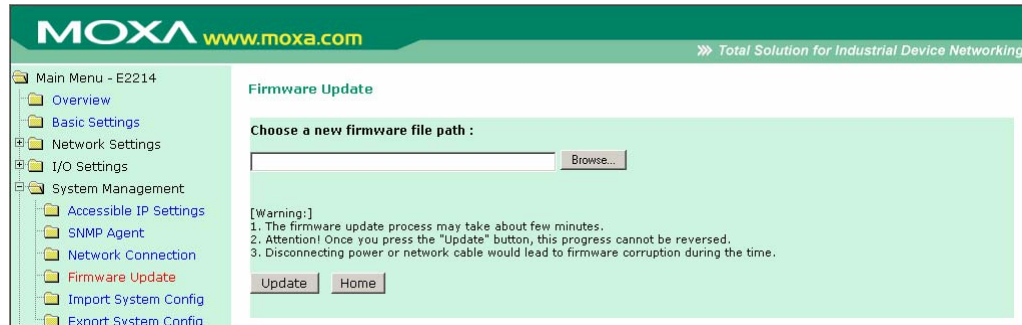 MOXA www.moxa.com
Total Solution for Industrial Device Networking
Main Menu - E2214
Overview
Basic Settings
Network Settings
I/O Settings
System Management
Accessible IP Settings
SNMP Agent
Network Connection
Firmware Update
Import System Config
Export System Config
Firmware Update
Choose a new firmware file path :
Browse...
[Warning:]
1. The firmware update process may take about few minutes.
2. Attention! Once you press the "Update" button, this progress cannot be reversed.
3. Disconnecting power or network cable would lead to firmware corruption during the time.
Update Home